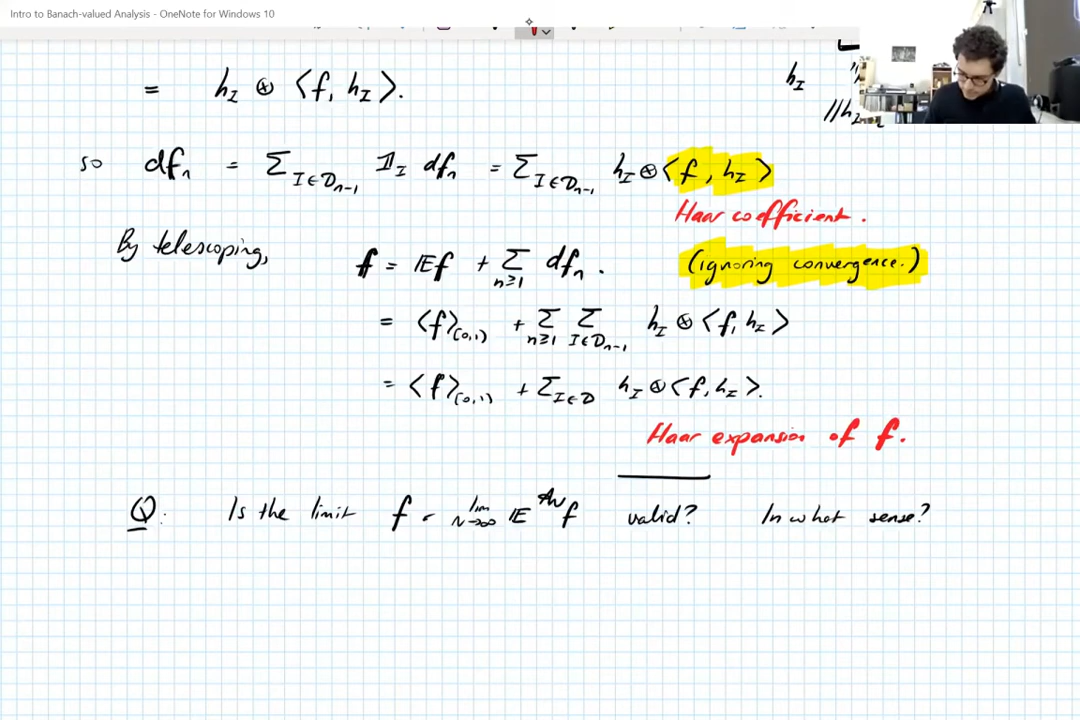 Intro to Banach-valued Analysis - OneNote for Windows 10
= h_I ⊗ ⟨f, h_I⟩.
h_I
so df_n = Σ_{I∈D_{n-1}} 𝟙_I df_n = Σ_{I∈D_{n-1}} h_I ⊗ ⟨f, h_I⟩
Haar coefficient.
By telescoping,
f = 𝔼f + Σ_{n≥1} df_n. (ignoring convergence.)
= ⟨f⟩_{[0,1)} + Σ_{n≥1} Σ_{I∈D_{n-1}} h_I ⊗ ⟨f, h_I⟩
= ⟨f⟩_{[0,1)} + Σ_{I∈D} h_I ⊗ ⟨f, h_I⟩.
Haar expansion of f.
Q: Is the limit f = lim_{N→∞} 𝔼^{𝒜_N} f valid? In what sense?